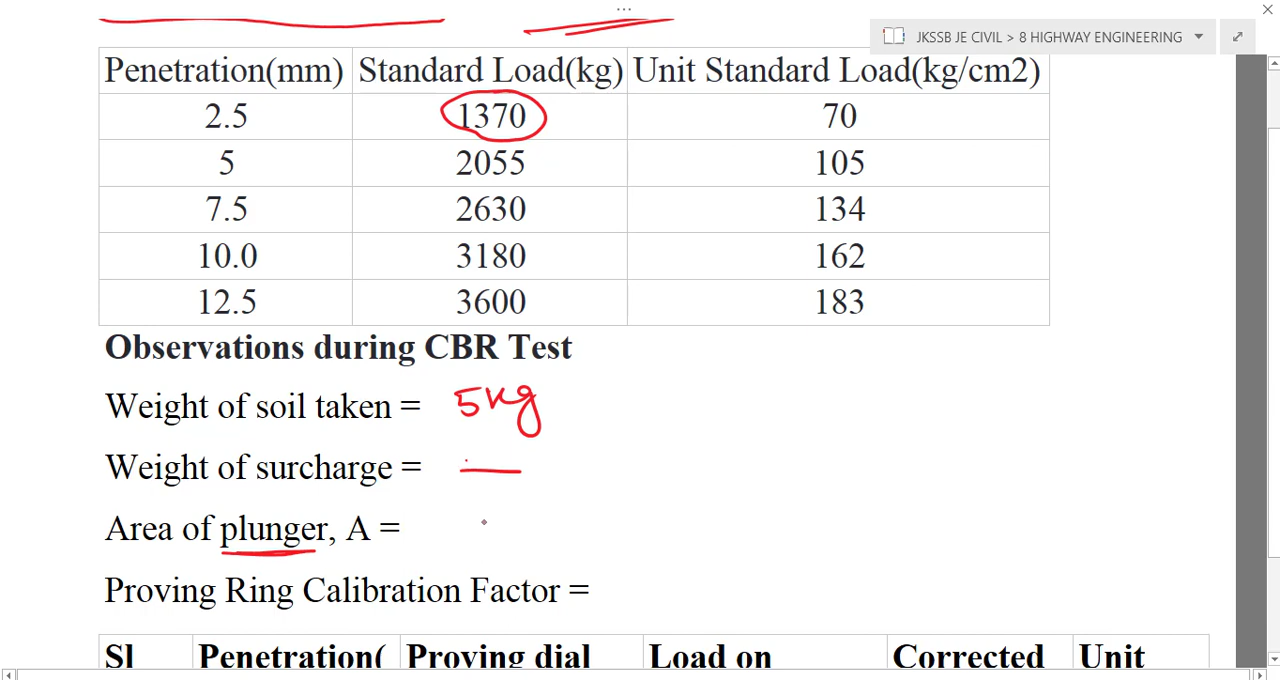 ...
JKSSB JE CIVIL > 8 HIGHWAY ENGINEERING
Penetration(mm) Standard Load(kg) Unit Standard Load(kg/cm2)
2.5 1370 70
5 2055 105
7.5 2630 134
10.0 3180 162
12.5 3600 183
Observations during CBR Test
Weight of soil taken = 5kg
Weight of surcharge =
Area of plunger, A =
Proving Ring Calibration Factor =
Sl Penetration( Proving dial Load on Corrected Unit